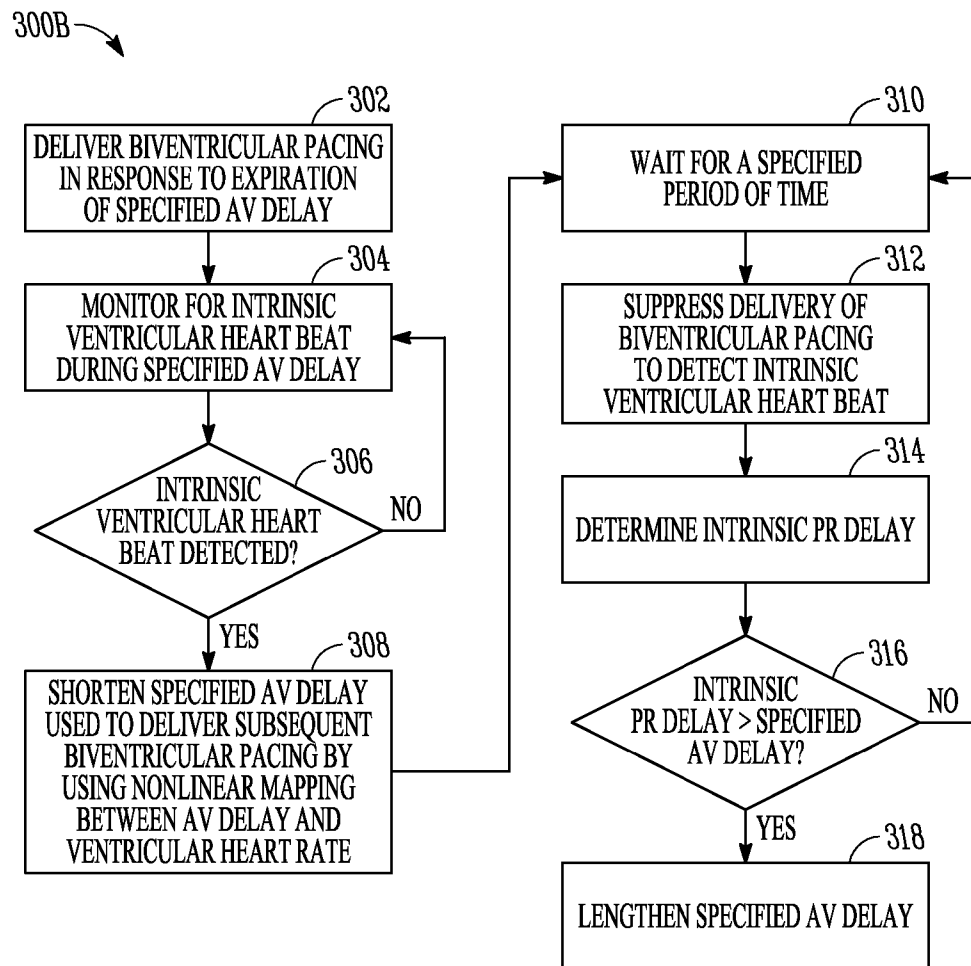 300B
302
DELIVER BIVENTRICULAR PACING
IN RESPONSE TO EXPIRATION
OF SPECIFIED AV DELAY
304
MONITOR FOR INTRINSIC
VENTRICULAR HEART BEAT
DURING SPECIFIED AV DELAY
306
INTRINSIC
VENTRICULAR HEART
BEAT DETECTED?
NO
YES
308
SHORTEN SPECIFIED AV DELAY
USED TO DELIVER SUBSEQUENT
BIVENTRICULAR PACING BY
USING NONLINEAR MAPPING
BETWEEN AV DELAY AND
VENTRICULAR HEART RATE
310
WAIT FOR A SPECIFIED
PERIOD OF TIME
312
SUPPRESS DELIVERY OF
BIVENTRICULAR PACING
TO DETECT INTRINSIC
VENTRICULAR HEART BEAT
314
DETERMINE INTRINSIC PR DELAY
316
INTRINSIC
PR DELAY > SPECIFIED
AV DELAY?
NO
YES
318
LENGTHEN SPECIFIED AV DELAY